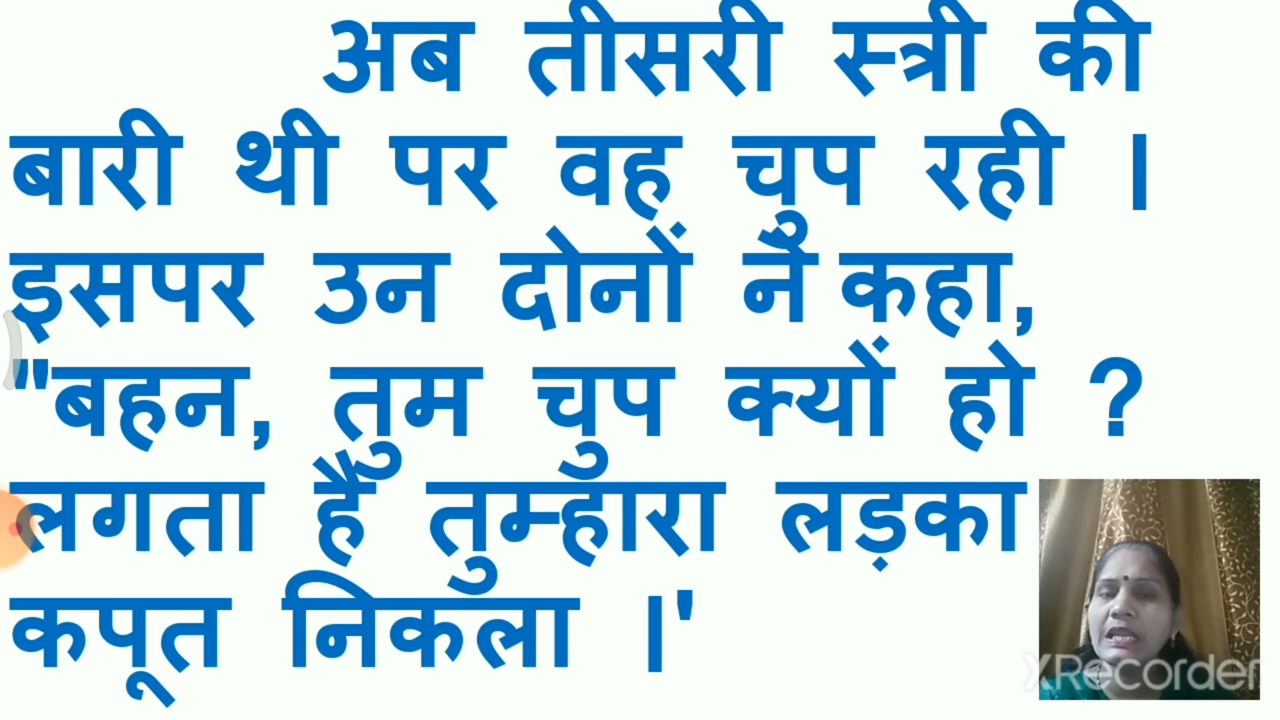 अब तीसरी स्त्री की
बारी थी पर वह चुप रही ।
इसपर उन दोनों ने कहा,
"बहन, तुम चुप क्यों हो ?
लगता है तुम्हारा लड़का
कपूत निकला ।'
XRecorder